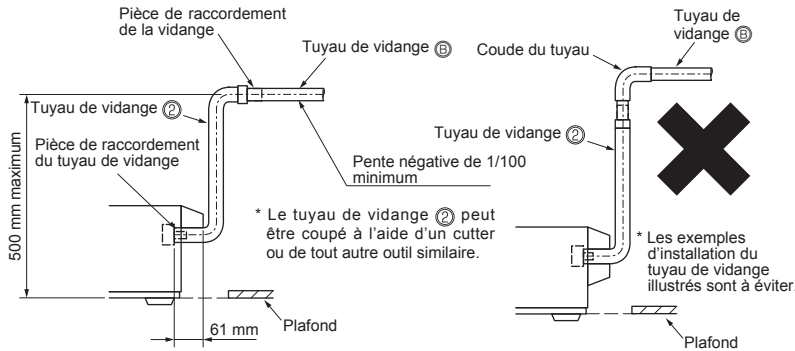 Pièce de raccordement
de la vidange
Tuyau de vidange Ⓑ
Tuyau de vidange ②
Pièce de raccordement
du tuyau de vidange
500 mm maximum
Pente négative de 1/100
minimum
* Le tuyau de vidange ② peut
être coupé à l'aide d'un cutter
ou de tout autre outil similaire.
61 mm
Plafond
Tuyau de
vidange Ⓑ
Coude du tuyau
Tuyau de vidange ②
* Les exemples
d'installation du
tuyau de vidange
illustrés sont à éviter.
Plafond